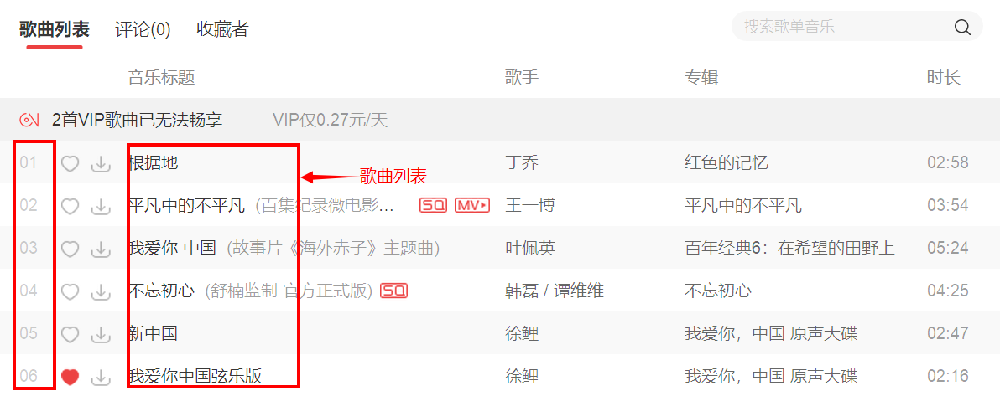 歌曲列表 评论(0) 收藏者 搜索歌单音乐
音乐标题 歌手 专辑 时长
2首VIP歌曲已无法畅享 VIP仅0.27元/天
01 根据地 丁乔 红色的记忆 02:58
歌曲列表
02 平凡中的不平凡（百集纪录微电影... SQ MV 王一博 平凡中的不平凡 03:54
03 我爱你 中国（故事片《海外赤子》主题曲） 叶佩英 百年经典6：在希望的田野上 05:24
04 不忘初心（舒楠监制 官方正式版) SQ 韩磊 / 谭维维 不忘初心 04:25
05 新中国 徐鲤 我爱你，中国 原声大碟 02:47
06 我爱你中国弦乐版 徐鲤 我爱你，中国 原声大碟 02:16